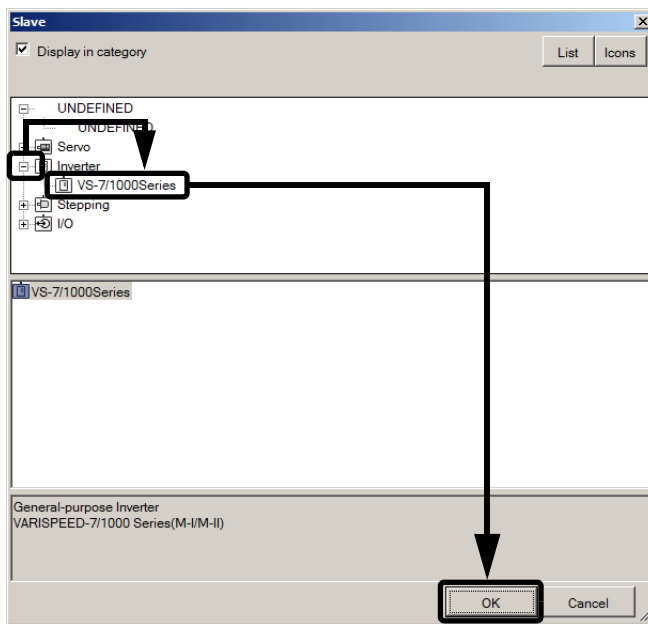 Slave
Display in category
List
Icons
UNDEFINED
UNDEFINED
Servo
Inverter
VS-7/1000Series
Stepping
I/O
VS-7/1000Series
General-purpose Inverter
VARISPEED-7/1000 Series(M-I/M-II)
OK
Cancel